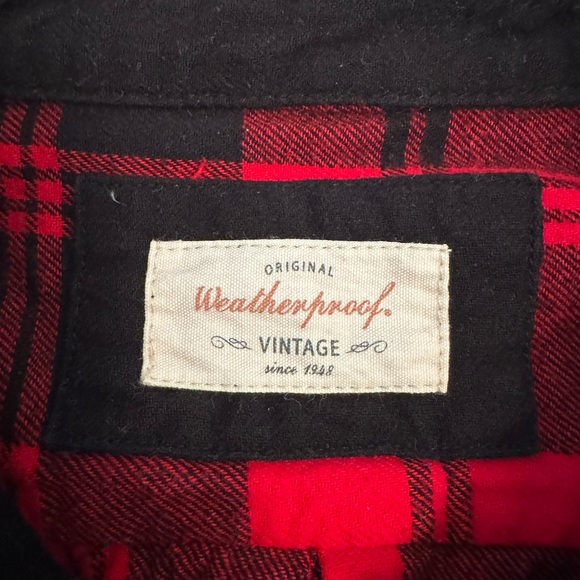 ORIGINAL
Weatherproof.
VINTAGE
since 1948